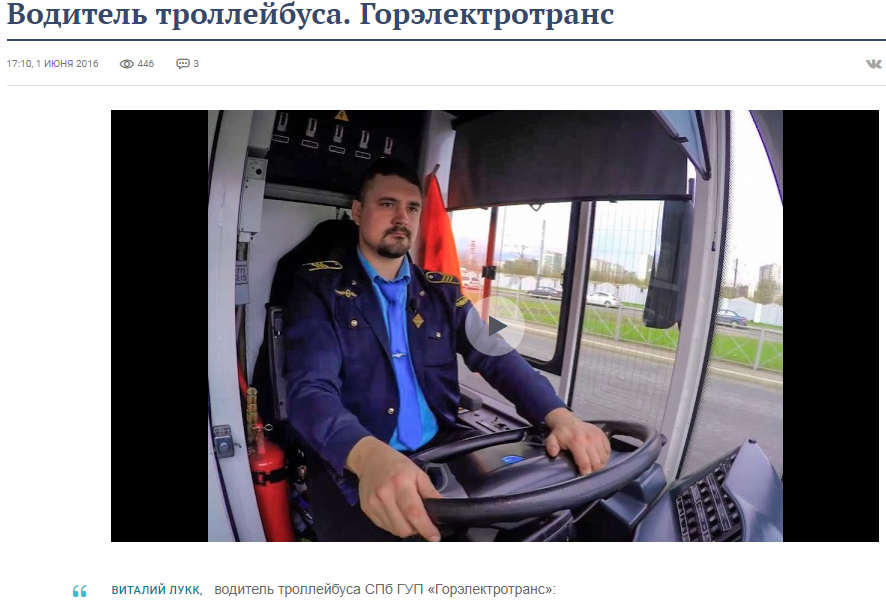 Водитель троллейбуса. Горэлектротранс
17:10, 1 ИЮНЯ 2016 446 3
ВИТАЛИЙ ЛУКК, водитель троллейбуса СПб ГУП «Горэлектротранс»: